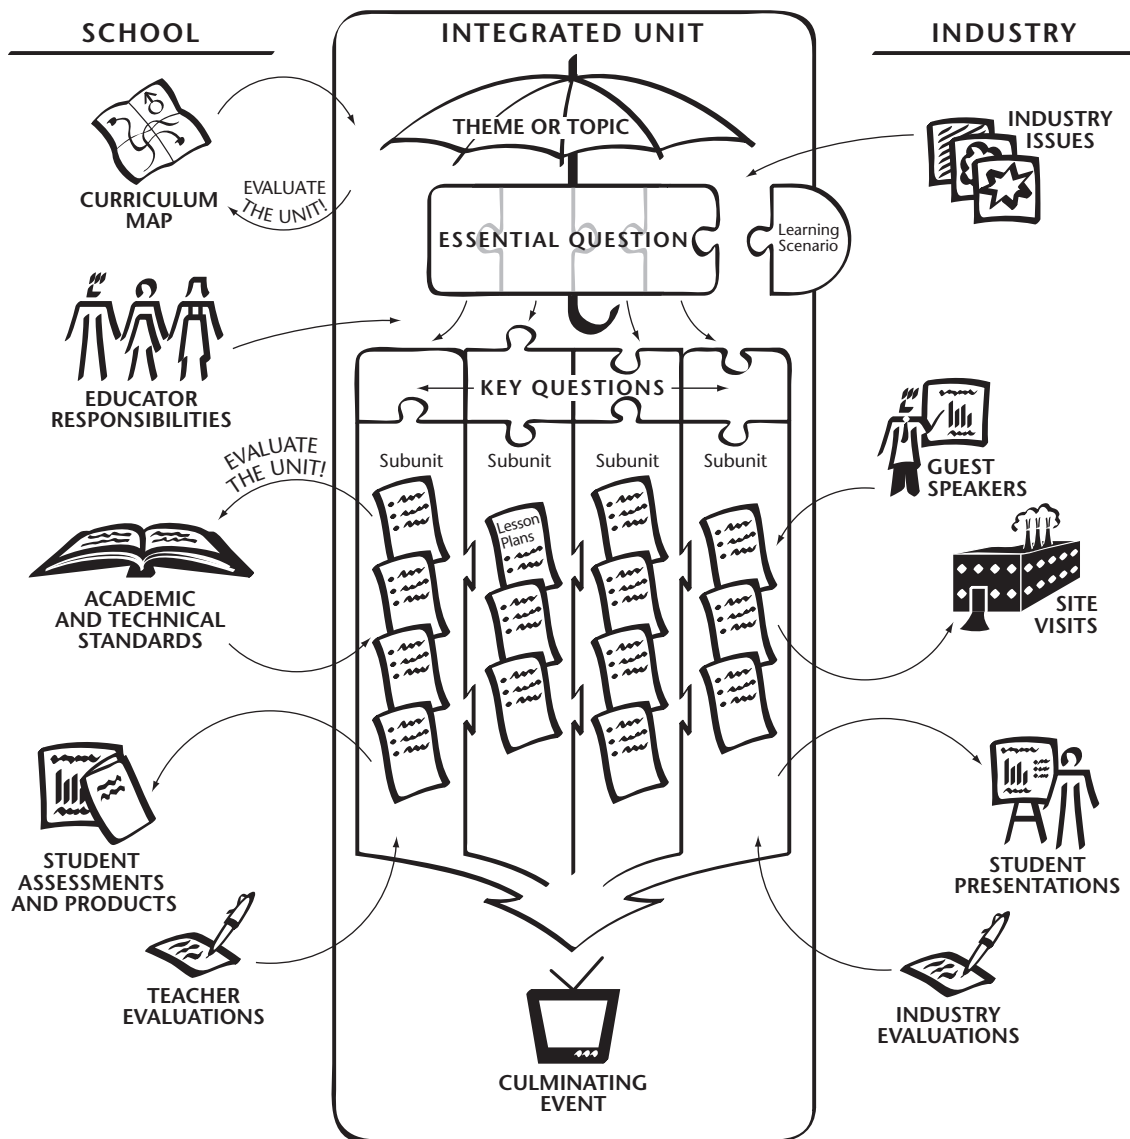 SCHOOL
INTEGRATED UNIT
INDUSTRY
THEME OR TOPIC
INDUSTRY
ISSUES
CURRICULUM
MAP
EVALUATE
THE UNIT!
ESSENTIAL QUESTION
Learning
Scenario
EDUCATOR
RESPONSIBILITIES
KEY QUESTIONS
EVALUATE
THE UNIT!
Subunit
Subunit
Subunit
Subunit
GUEST
SPEAKERS
Lesson
Plans
ACADEMIC
AND TECHNICAL
STANDARDS
SITE
VISITS
STUDENT
ASSESSMENTS
AND PRODUCTS
STUDENT
PRESENTATIONS
TEACHER
EVALUATIONS
INDUSTRY
EVALUATIONS
CULMINATING
EVENT